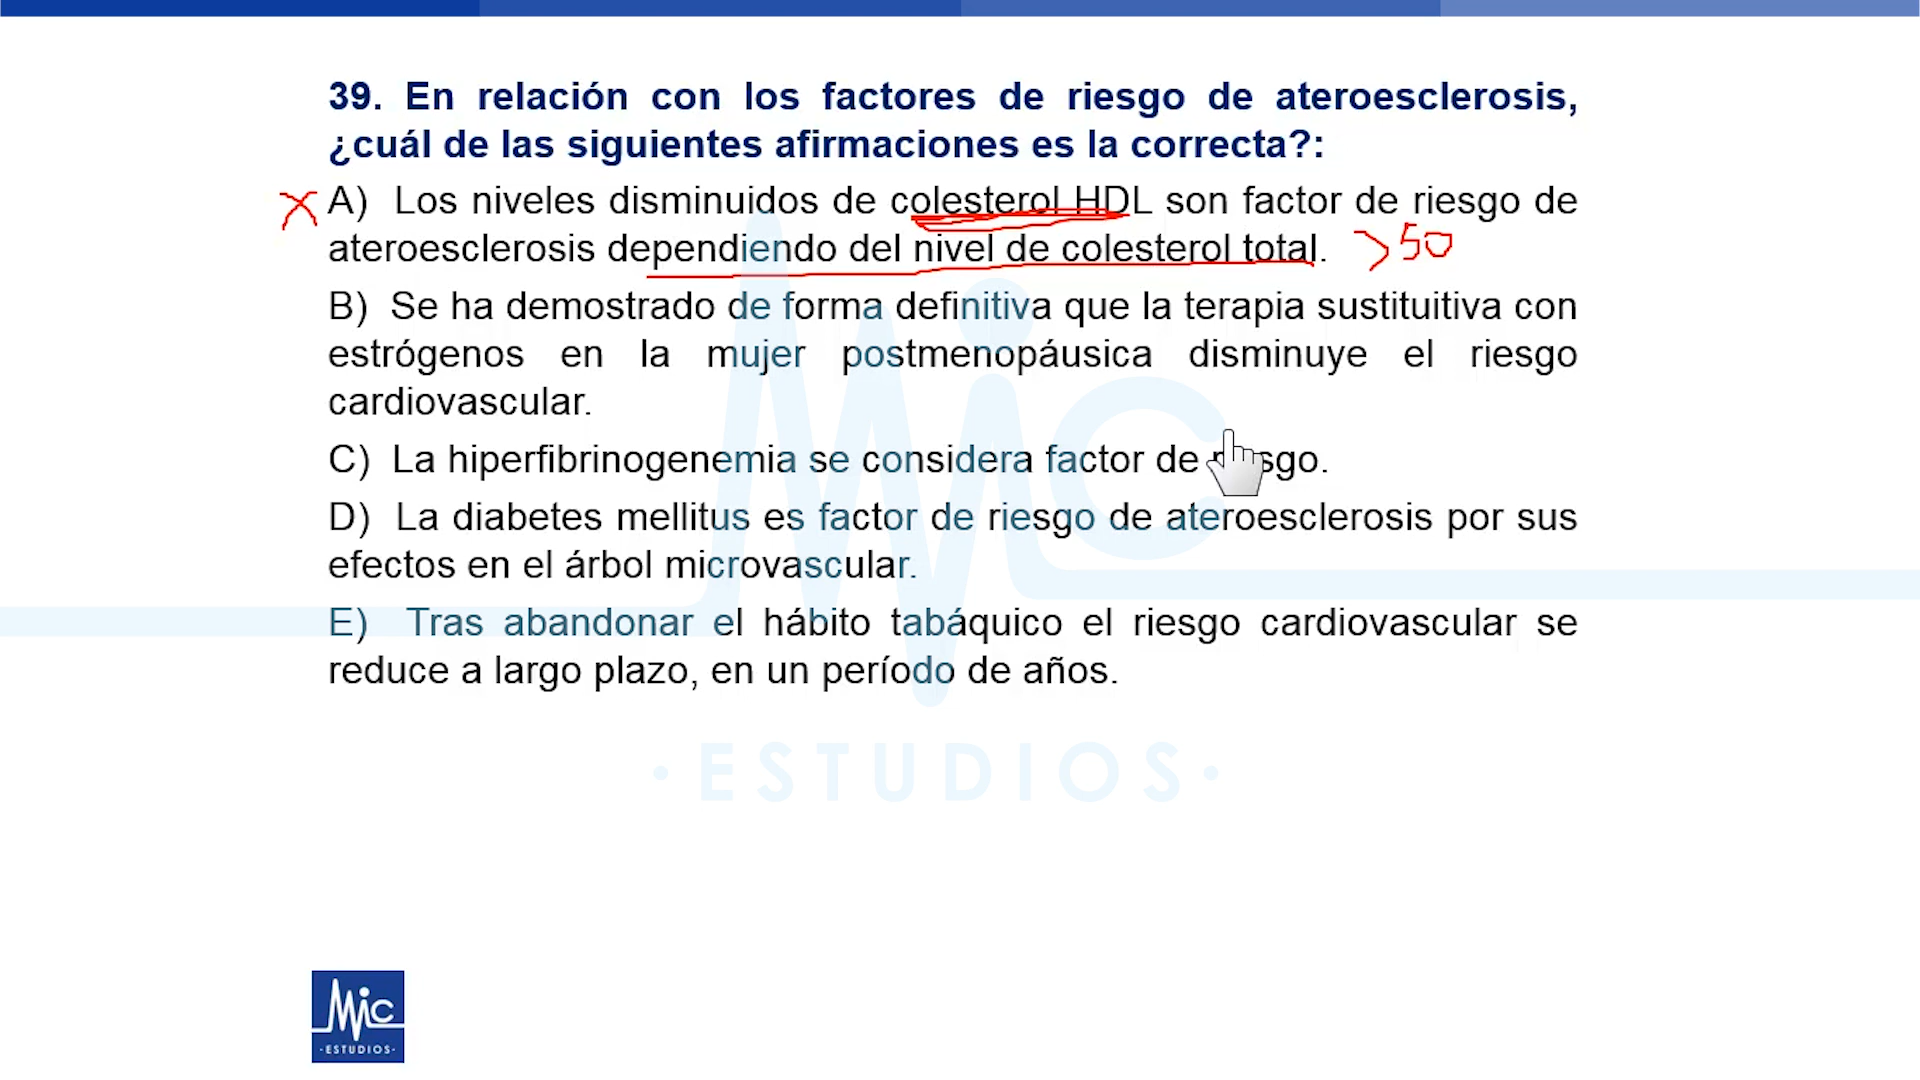 39. En relación con los factores de riesgo de ateroesclerosis,
¿cuál de las siguientes afirmaciones es la correcta?:
X A) Los niveles disminuidos de colesterol HDL son factor de riesgo de
ateroesclerosis dependiendo del nivel de colesterol total. >50
B) Se ha demostrado de forma definitiva que la terapia sustituitiva con
estrógenos en la mujer postmenopáusica disminuye el riesgo
cardiovascular.
C) La hiperfibrinogenemia se considera factor de riesgo.
D) La diabetes mellitus es factor de riesgo de ateroesclerosis por sus
efectos en el árbol microvascular.
E) Tras abandonar el hábito tabáquico el riesgo cardiovascular se
reduce a largo plazo, en un período de años.
Mic
·ESTUDIOS·
Mic
·ESTUDIOS·